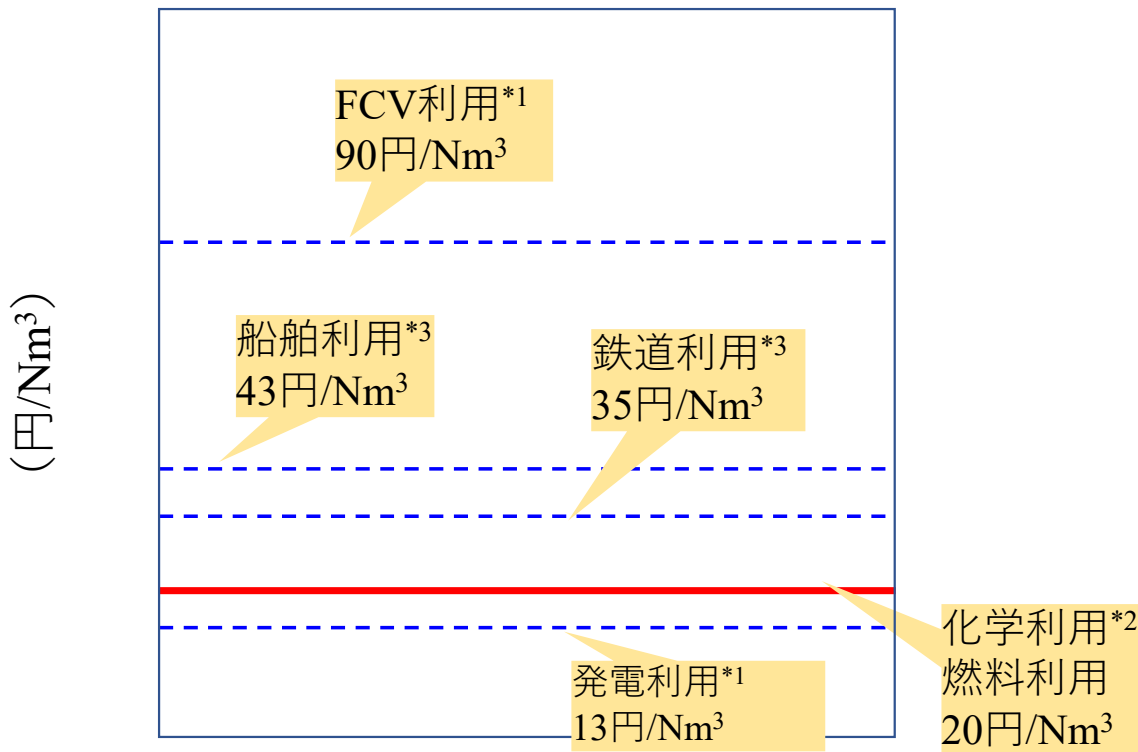 FCV利用*1
90円/Nm³
(円/Nm³)
船舶利用*3
43円/Nm³
鉄道利用*3
35円/Nm³
化学利用*2
燃料利用
20円/Nm³
発電利用*1
13円/Nm³